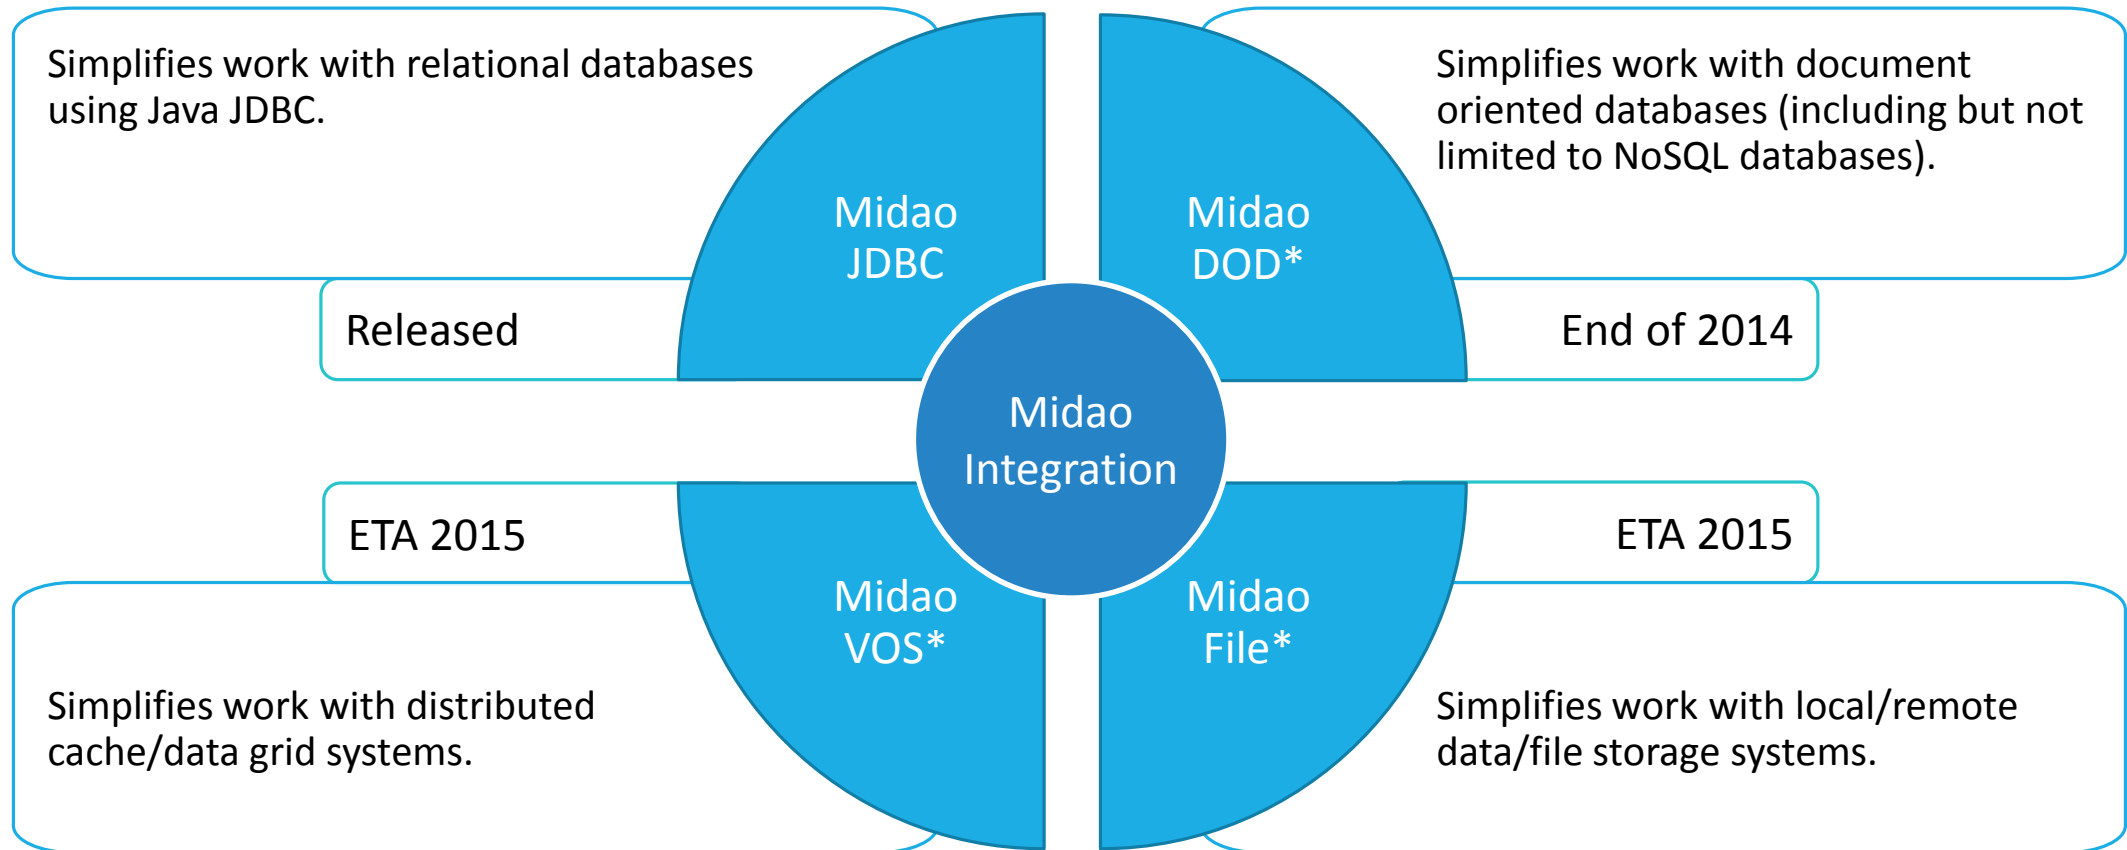 Simplifies work with relational databases
using Java JDBC.
Simplifies work with document
oriented databases (including but not
limited to NoSQL databases).
Midao
JDBC
Midao
DOD*
Released
End of 2014
Midao
Integration
ETA 2015
ETA 2015
Midao
VOS*
Midao
File*
Simplifies work with distributed
cache/data grid systems.
Simplifies work with local/remote
data/file storage systems.